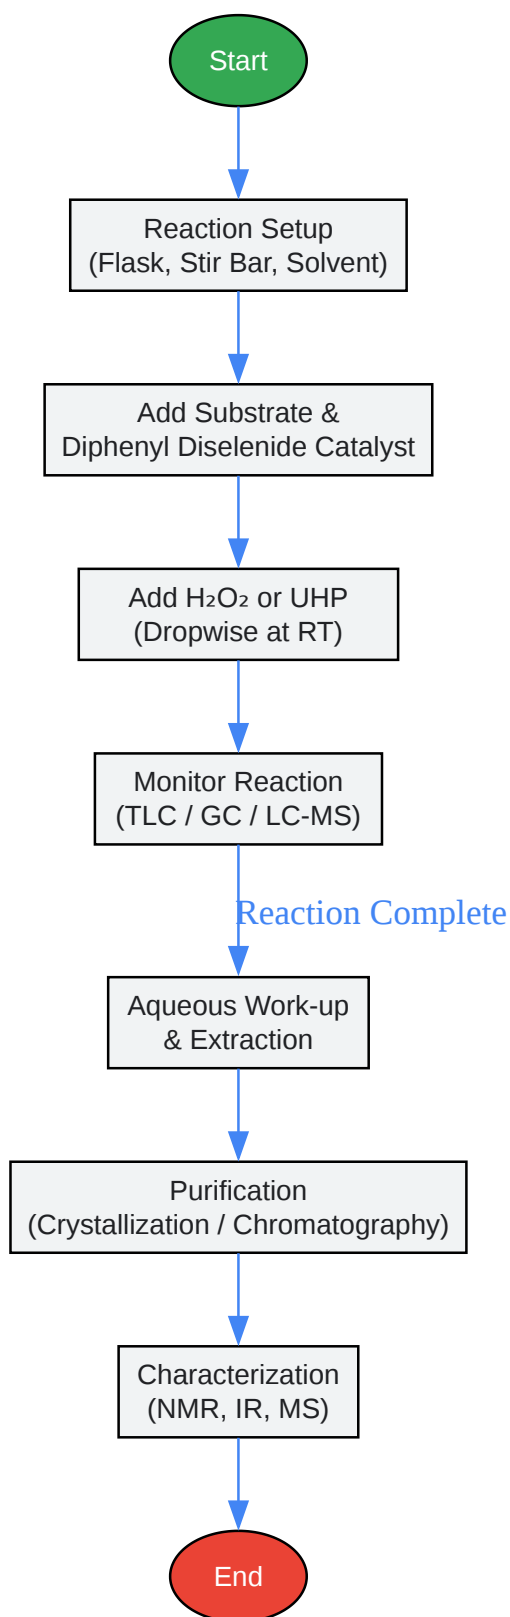 Start
Reaction Setup
(Flask, Stir Bar, Solvent)
Add Substrate &
Diphenyl Diselenide Catalyst
Add H₂O₂ or UHP
(Dropwise at RT)
Monitor Reaction
(TLC / GC / LC-MS)
Reaction Complete
Aqueous Work-up
& Extraction
Purification
(Crystallization / Chromatography)
Characterization
(NMR, IR, MS)
End